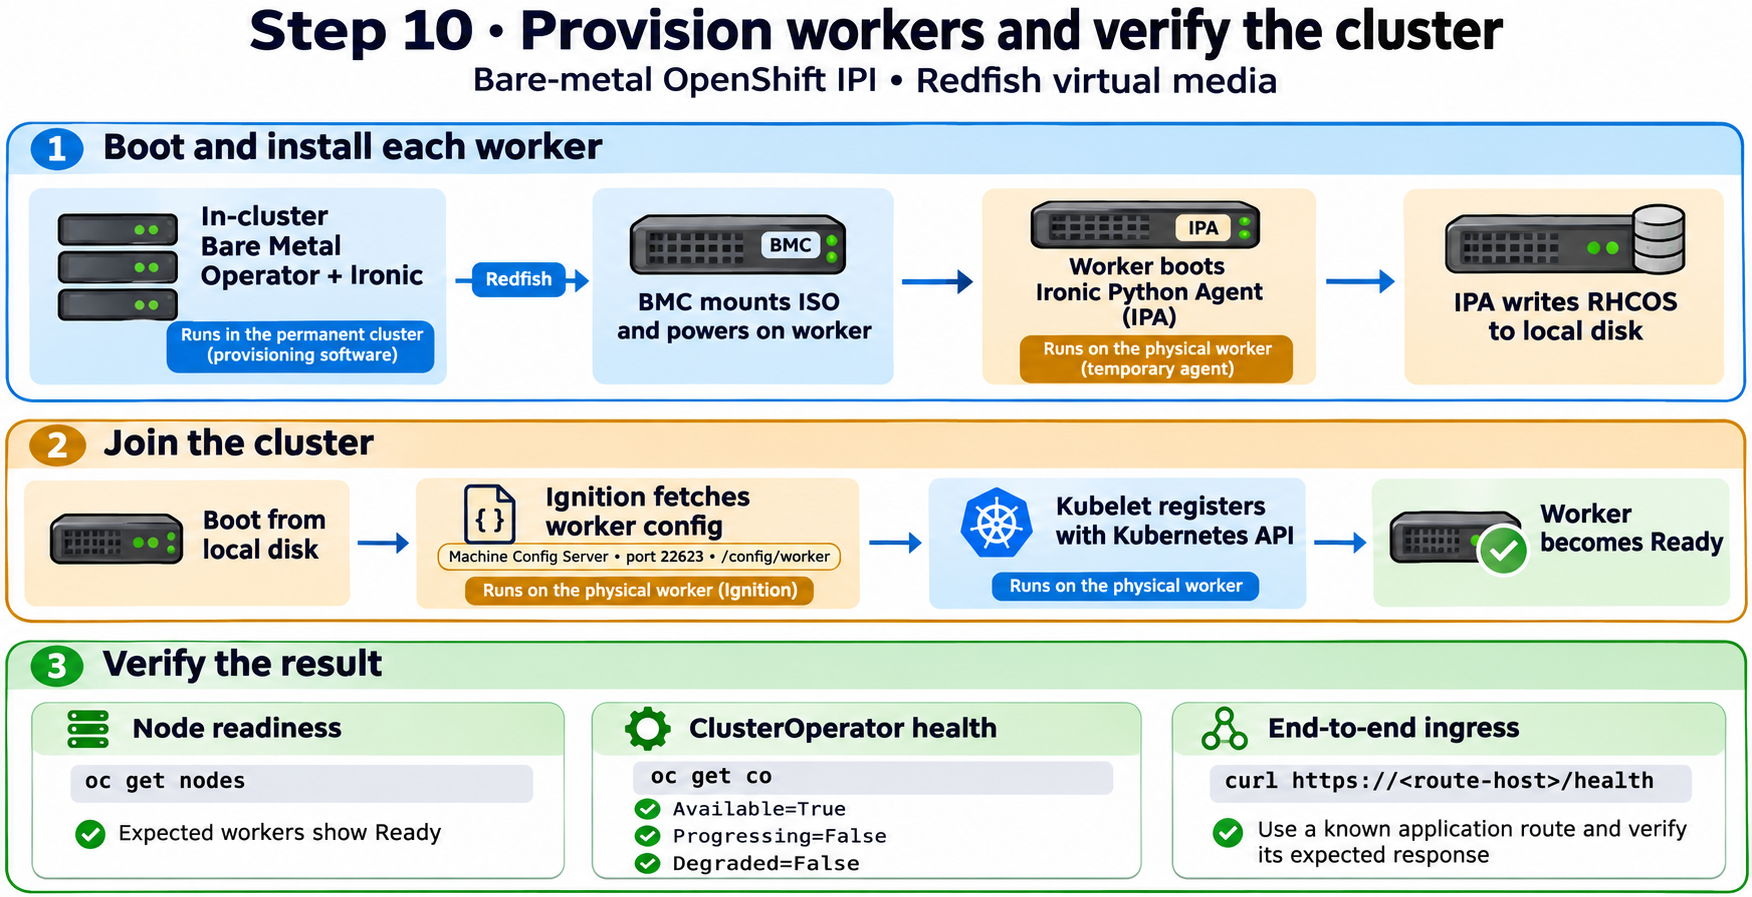 Step 10 · Provision workers and verify the cluster
Bare-metal OpenShift IPI • Redfish virtual media
1 Boot and install each worker
In-cluster
Bare Metal
Operator + Ironic
Runs in the permanent cluster
(provisioning software)
Redfish
BMC
BMC mounts ISO
and powers on worker
IPA
Worker boots
Ironic Python Agent
(IPA)
Runs on the physical worker
(temporary agent)
IPA writes RHCOS
to local disk
2 Join the cluster
Boot from
local disk
{ }
Ignition fetches
worker config
Machine Config Server • port 22623 • /config/worker
Runs on the physical worker (Ignition)
Kubelet registers
with Kubernetes API
Runs on the physical worker
Worker
becomes Ready
3 Verify the result
Node readiness
oc get nodes
Expected workers show Ready
ClusterOperator health
oc get co
Available=True
Progressing=False
Degraded=False
End-to-end ingress
curl https://<route-host>/health
Use a known application route and verify
its expected response